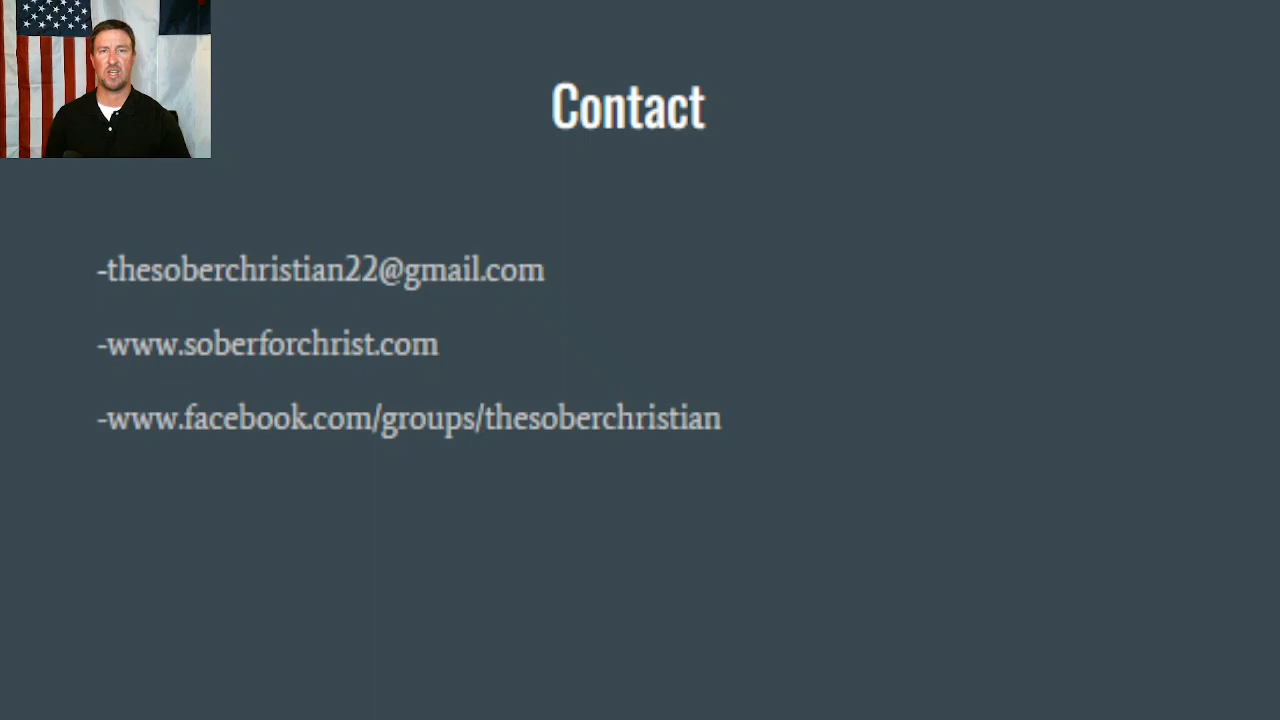 Contact
-thesoberchristian22@gmail.com
-www.soberforchrist.com
-www.facebook.com/groups/thesoberchristian